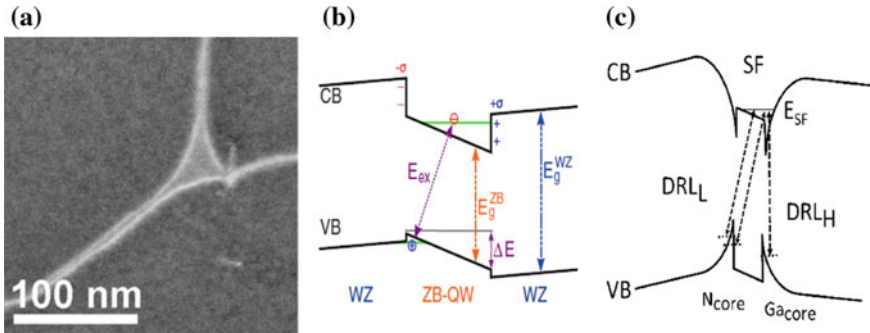 (a)
100 nm
(b)
-σ
−
−
CB
⊖
+σ
+
+
E_ex
E_g^ZB
E_g^WZ
VB
⊕
ΔE
WZ ZB-QW WZ
(c)
SF
CB
E_SF
DRL_L
DRL_H
VB
N_core
Ga_core